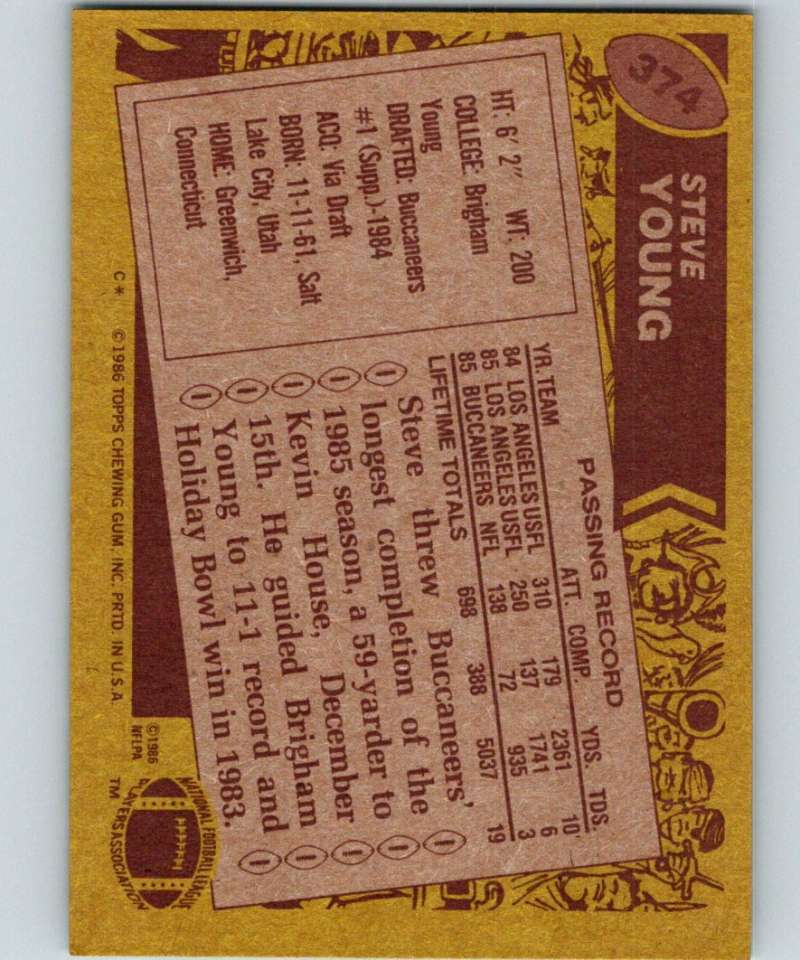 374
STEVE
YOUNG
HT: 6' 2" WT: 200
COLLEGE: Brigham
Young
DRAFTED: Buccaneers
#1 (Supp.)-1984
ACQ: Via Draft
BORN: 11-11-61, Salt
Lake City, Utah
HOME: Greenwich,
Connecticut
PASSING RECORD
YR. TEAM ATT. COMP. YDS. TDS.
84 LOS ANGELES USFL 310 179 2361 10
85 LOS ANGELES USFL 250 137 1741 6
85 BUCCANEERS NFL 138 72 935 3
LIFETIME TOTALS 698 388 5037 19
Steve threw Buccaneers'
longest completion of the
1985 season, a 59-yarder to
Kevin House, December
15th. He guided Brigham
Young to 11-1 record and
Holiday Bowl win in 1983.
C* ©1986 TOPPS CHEWING GUM, INC. PRTD. IN U.S.A.
©1986
NFLPA
NATIONAL FOOTBALL LEAGUE
PLAYERS ASSOCIATION
TM